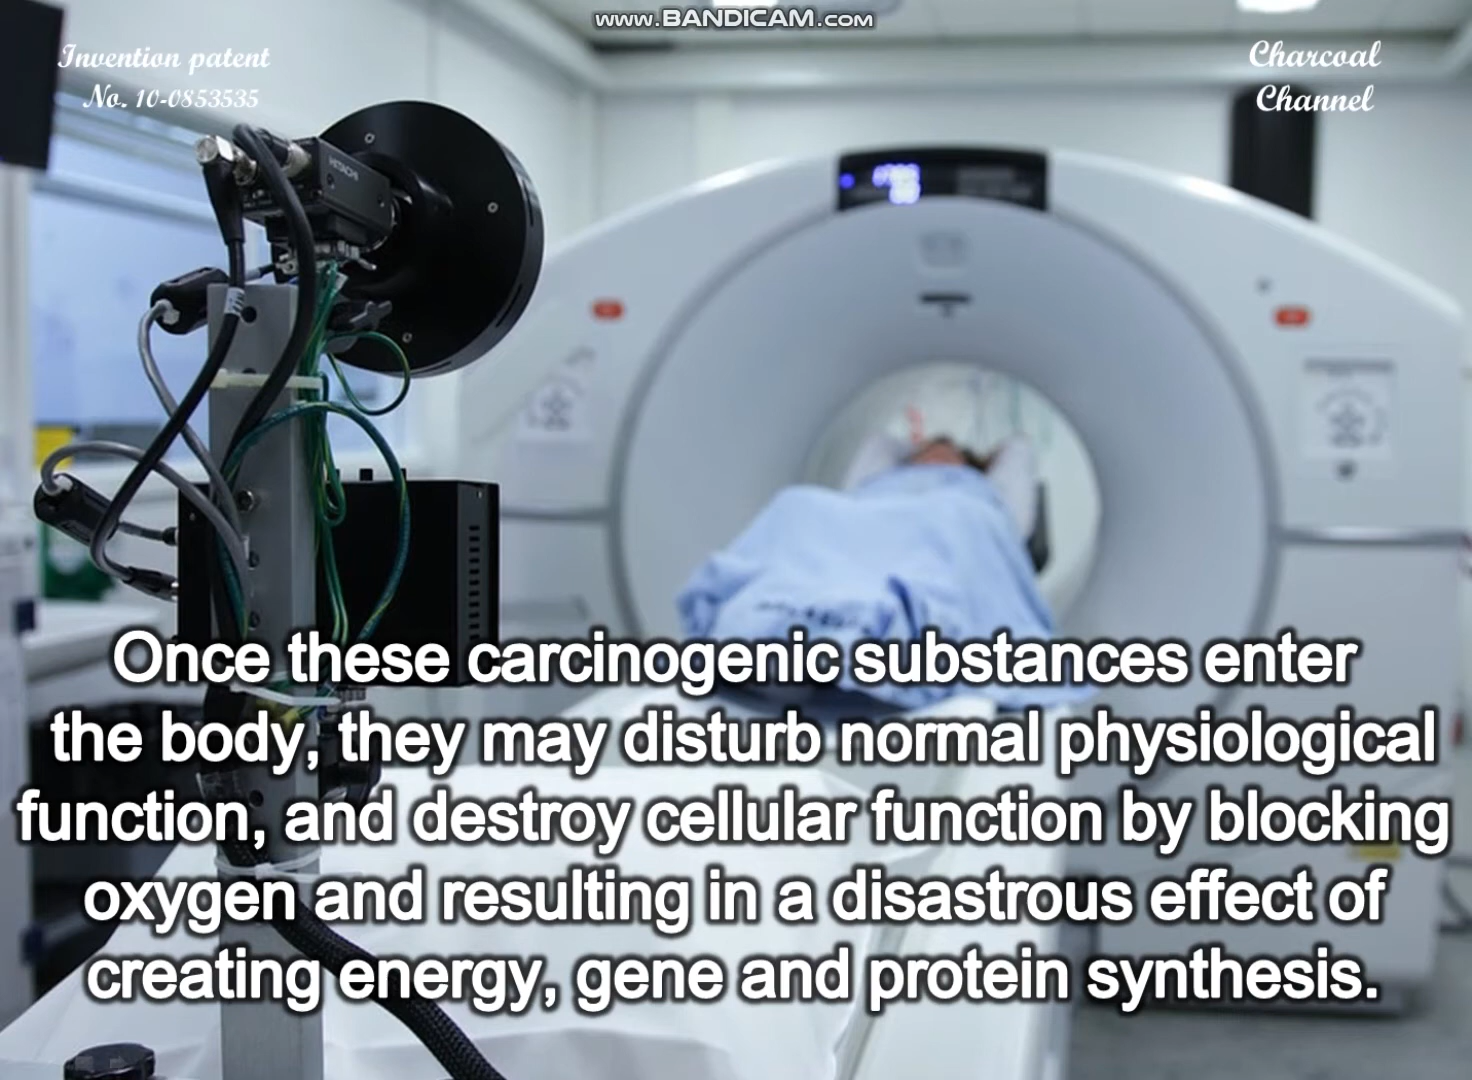 www.BANDICAM.com
Invention patent
No. 10-0853535
Charcoal
Channel
HITACHI
Once these carcinogenic substances enter
the body, they may disturb normal physiological
function, and destroy cellular function by blocking
oxygen and resulting in a disastrous effect of
creating energy, gene and protein synthesis.